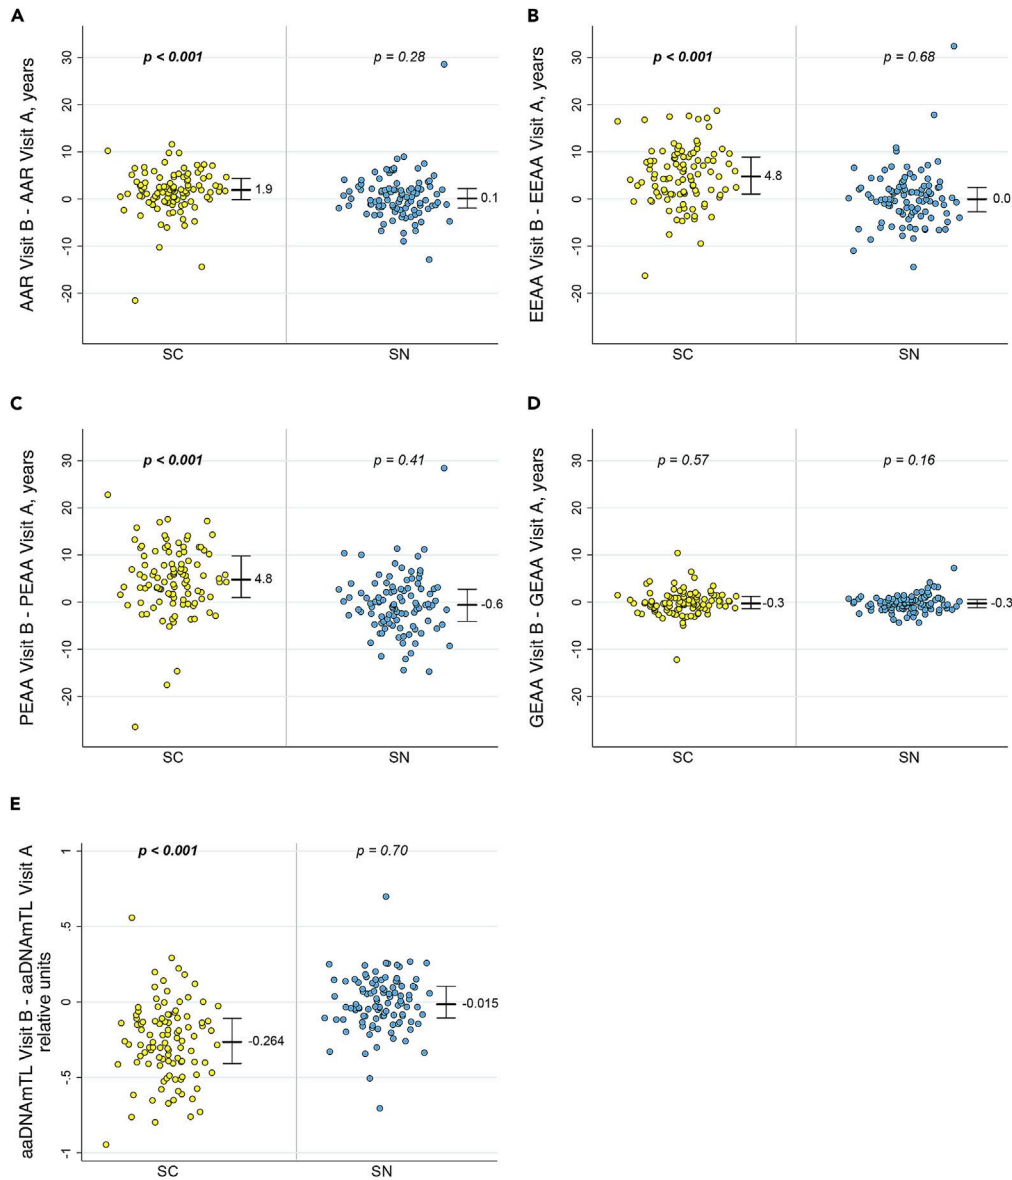 A
AAR Visit B - AAR Visit A, years
30
20
10
0
-10
-20
p < 0.001
p = 0.28
1.9
0.1
SC
SN
B
EEAA Visit B - EEAA Visit A, years
30
20
10
0
-10
-20
p < 0.001
p = 0.68
4.8
0.0
SC
SN
C
PEAA Visit B - PEAA Visit A, years
30
20
10
0
-10
-20
p < 0.001
p = 0.41
4.8
-0.6
SC
SN
D
GEAA Visit B - GEAA Visit A, years
30
20
10
0
-10
-20
p = 0.57
p = 0.16
-0.3
-0.3
SC
SN
E
aaDNAmTL Visit B - aaDNAmTL Visit A
relative units
1
.5
0
-.5
-1
p < 0.001
p = 0.70
-0.264
-0.015
SC
SN